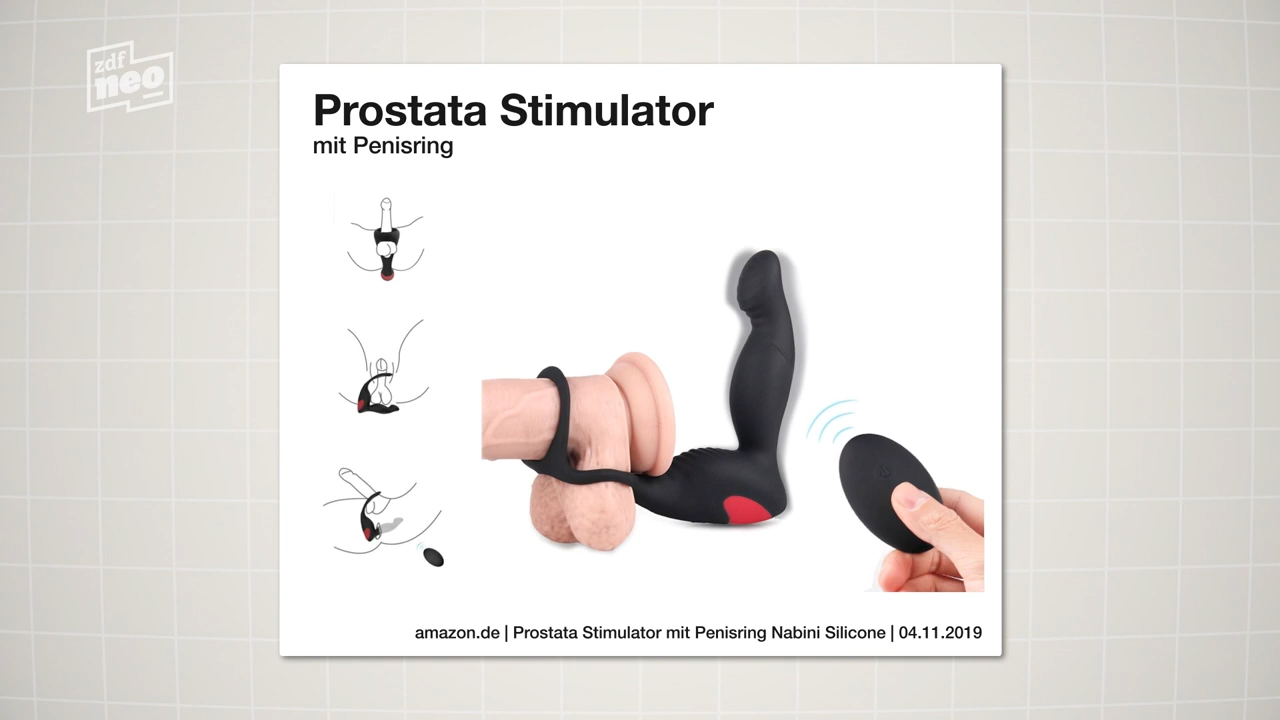 zdf
neo
Prostata Stimulator
mit Penisring
amazon.de | Prostata Stimulator mit Penisring Nabini Silicone | 04.11.2019